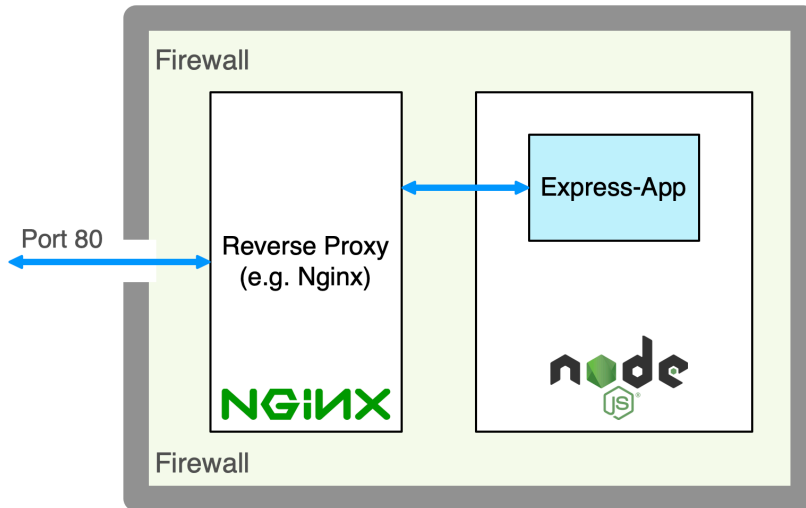 Firewall
Port 80
Reverse Proxy
(e.g. Nginx)
NGINX
Express-App
node
JS
Firewall